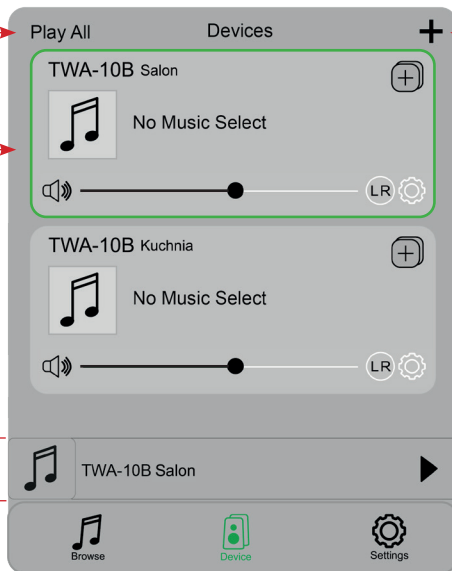 Play All Devices
TWA-10B Salon
No Music Select
LR
TWA-10B Kuchnia
No Music Select
LR
TWA-10B Salon
Browse Device Settings